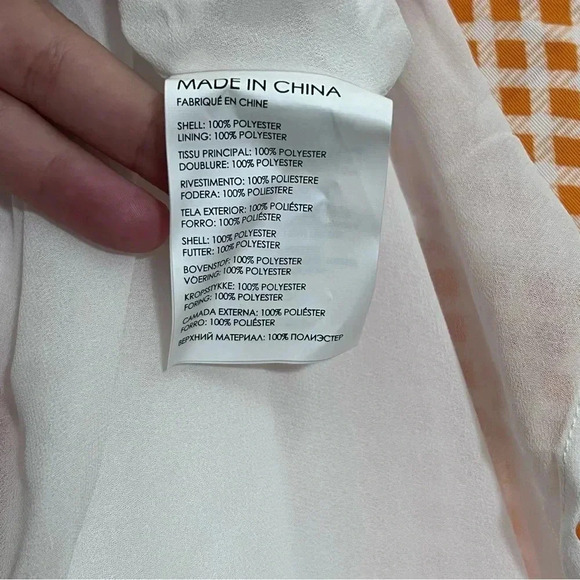 MADE IN CHINA
FABRIQUÉ EN CHINE
SHELL: 100% POLYESTER
LINING: 100% POLYESTER
TISSU PRINCIPAL: 100% POLYESTER
DOUBLURE: 100% POLYESTER
RIVESTIMENTO: 100% POLIESTERE
FODERA: 100% POLIESTERE
TELA EXTERIOR: 100% POLIÉSTER
FORRO: 100% POLIÉSTER
SHELL: 100% POLYESTER
FUTTER: 100% POLYESTER
BOVENSTOF: 100% POLYESTER
VOERING: 100% POLYESTER
KROPSSTYKKE: 100% POLYESTER
FORING: 100% POLYESTER
CAMADA EXTERNA: 100% POLIÉSTER
FORRO: 100% POLIÉSTER
ВЕРХНИЙ МАТЕРИАЛ: 100% ПОЛИЭСТЕР